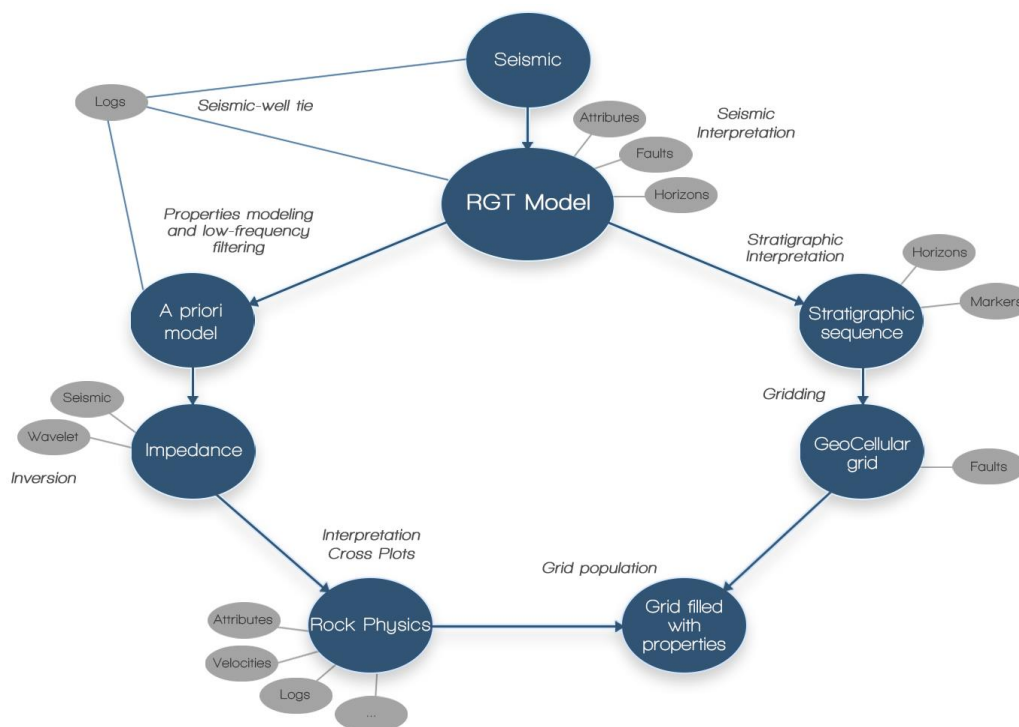 Seismic
Logs
Seismic-well tie
Attributes
Seismic
Interpretation
Faults
RGT Model
Horizons
Properties modeling
and low-frequency
filtering
Stratigraphic
Interpretation
Horizons
Markers
A priori
model
Stratigraphic
sequence
Seismic
Wavelet
Impedance
Inversion
Gridding
GeoCellular
grid
Faults
Interpretation
Cross Plots
Grid population
Attributes
Velocities
Logs
...
Rock Physics
Grid filled
with
properties